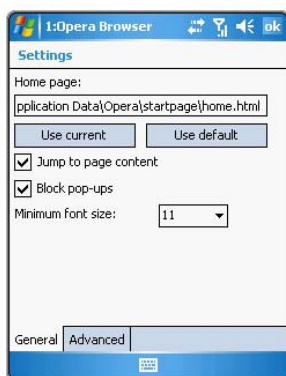 1:Opera Browser ok
Settings
Home page:
pplication Data\Opera\startpage\home.html
Use current Use default
Jump to page content
Block pop-ups
Minimum font size: 11
General Advanced